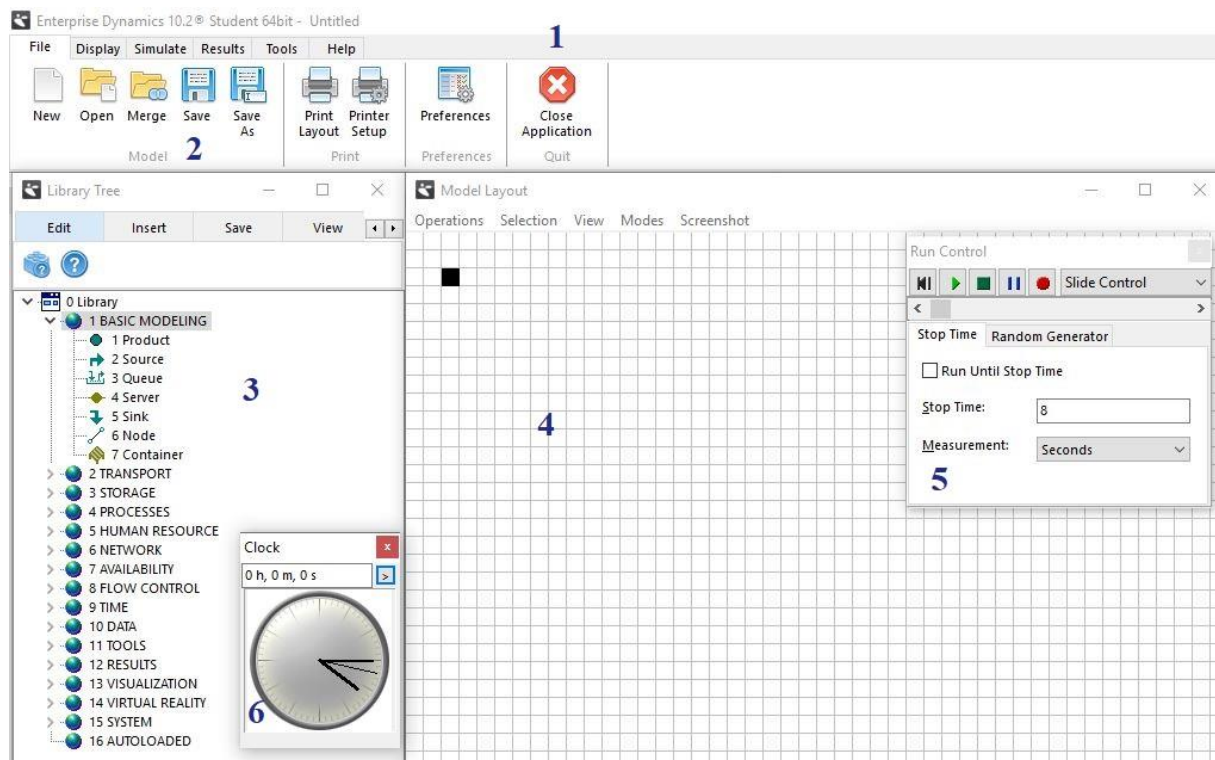 Enterprise Dynamics 10.2® Student 64bit - Untitled
1
File Display Simulate Results Tools Help
New Open Merge Save Save As
Print Layout Printer Setup
Preferences
Close Application
Model 2 Print Preferences Quit
Library Tree
Edit Insert Save View
0 Library
1 BASIC MODELING
1 Product
2 Source
3 Queue
4 Server
5 Sink
6 Node
7 Container
2 TRANSPORT
3 STORAGE
4 PROCESSES
5 HUMAN RESOURCE
6 NETWORK
7 AVAILABILITY
8 FLOW CONTROL
9 TIME
10 DATA
11 TOOLS
12 RESULTS
13 VISUALIZATION
14 VIRTUAL REALITY
15 SYSTEM
16 AUTOLOADED
3
Clock
0 h, 0 m, 0 s
>
6
Model Layout
Operations Selection View Modes Screenshot
4
Run Control
Slide Control
Stop Time Random Generator
Run Until Stop Time
Stop Time: 8
Measurement: Seconds
5